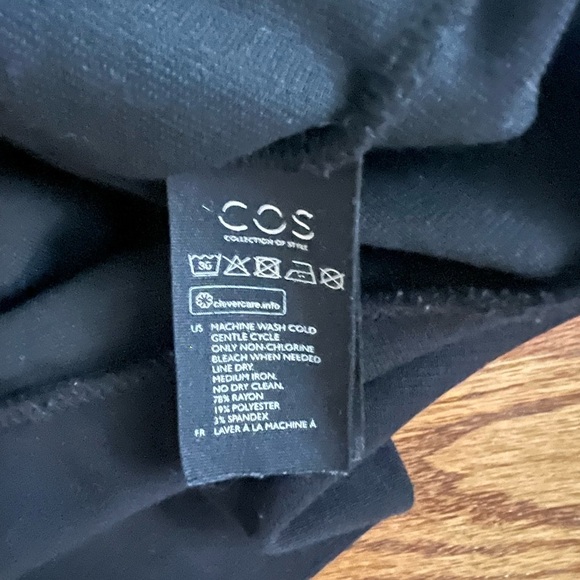 COS
COLLECTION OF STYLE
30
clevercare.info
US MACHINE WASH COLD
GENTLE CYCLE
ONLY NON-CHLORINE
BLEACH WHEN NEEDED
LINE DRY.
MEDIUM IRON.
NO DRY CLEAN.
78% RAYON
19% POLYESTER
3% SPANDEX
FR LAVER À LA MACHINE À